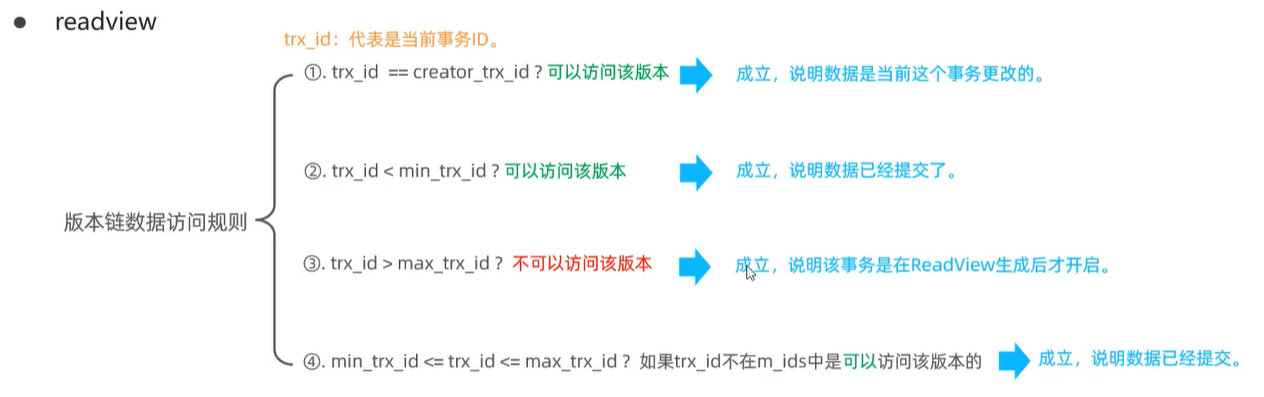 ● readview
trx_id：代表是当前事务ID。
①. trx_id == creator_trx_id ? 可以访问该版本 成立，说明数据是当前这个事务更改的。
②. trx_id < min_trx_id ? 可以访问该版本 成立，说明数据已经提交了。
版本链数据访问规则
③. trx_id > max_trx_id ? 不可以访问该版本 成立，说明该事务是在ReadView生成后才开启。
④. min_trx_id <= trx_id <= max_trx_id ? 如果trx_id不在m_ids中是可以访问该版本的 成立，说明数据已经提交。